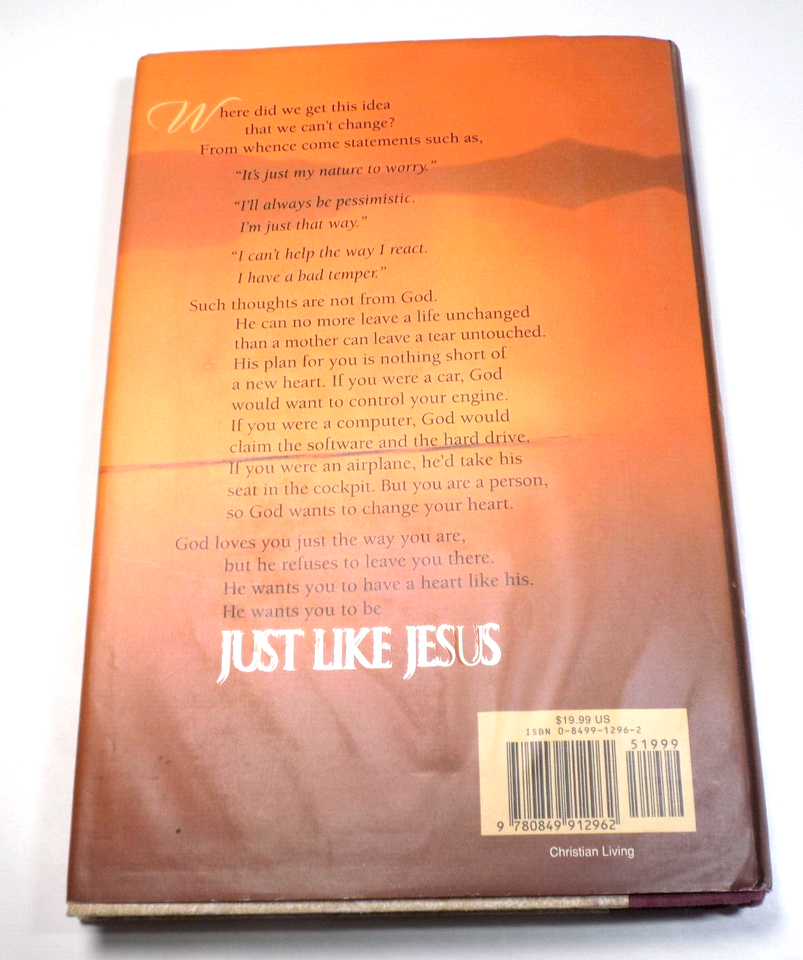 Where did we get this idea
that we can't change?
From whence come statements such as,
"It's just my nature to worry."
"I'll always be pessimistic.
I'm just that way."
"I can't help the way I react.
I have a bad temper."
Such thoughts are not from God.
He can no more leave a life unchanged
than a mother can leave a tear untouched.
His plan for you is nothing short of
a new heart. If you were a car, God
would want to control your engine.
If you were a computer, God would
claim the software and the hard drive.
If you were an airplane, he'd take his
seat in the cockpit. But you are a person,
so God wants to change your heart.
God loves you just the way you are,
but he refuses to leave you there.
He wants you to have a heart like his.
He wants you to be
JUST LIKE JESUS
$19.99 US
ISBN 0-8499-1296-2
51999
9 780849 912962
Christian Living